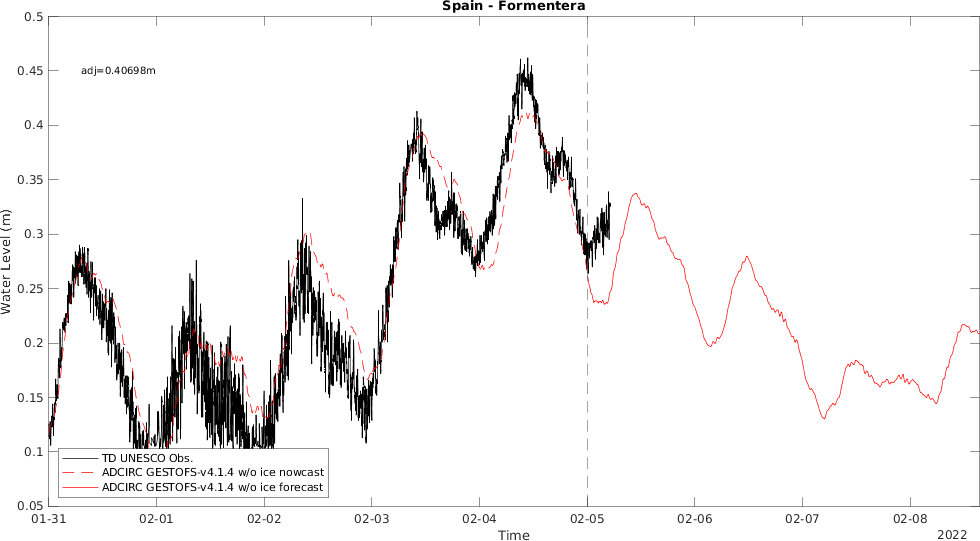 Spain - Formentera
0.5
0.45
0.4
0.35
0.3
0.25
0.2
0.15
0.1
0.05
Water Level (m)
adj=0.40698m
TD UNESCO Obs.
ADCIRC GESTOFS-v4.1.4 w/o ice nowcast
ADCIRC GESTOFS-v4.1.4 w/o ice forecast
01-31 02-01 02-02 02-03 02-04 02-05 02-06 02-07 02-08
Time
2022